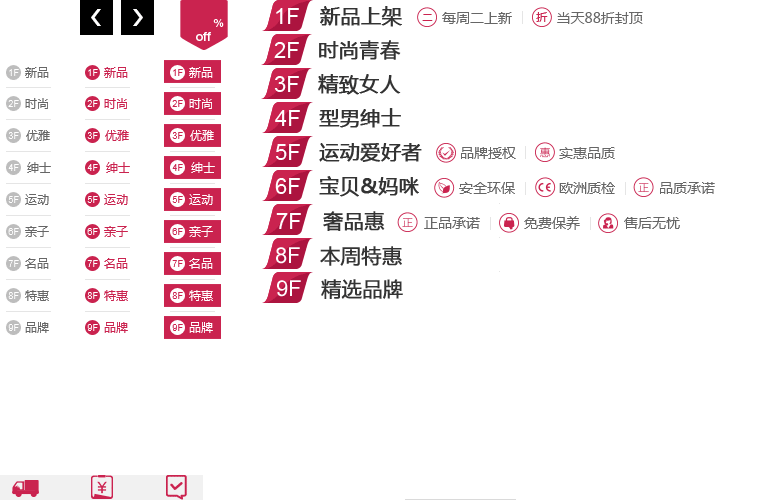 %
off
1F 新品 1F 新品 1F 新品
2F 时尚 2F 时尚 2F 时尚
3F 优雅 3F 优雅 3F 优雅
4F 绅士 4F 绅士 4F 绅士
5F 运动 5F 运动 5F 运动
6F 亲子 6F 亲子 6F 亲子
7F 名品 7F 名品 7F 名品
8F 特惠 8F 特惠 8F 特惠
9F 品牌 9F 品牌 9F 品牌
¥
1F 新品上架 二 每周二上新 折 当天88折封顶
2F 时尚青春
3F 精致女人
4F 型男绅士
5F 运动爱好者 品牌授权 惠 实惠品质
6F 宝贝&妈咪 安全环保 CE 欧洲质检 正 品质承诺
7F 奢品惠 正 正品承诺 免费保养 售后无忧
8F 本周特惠
9F 精选品牌